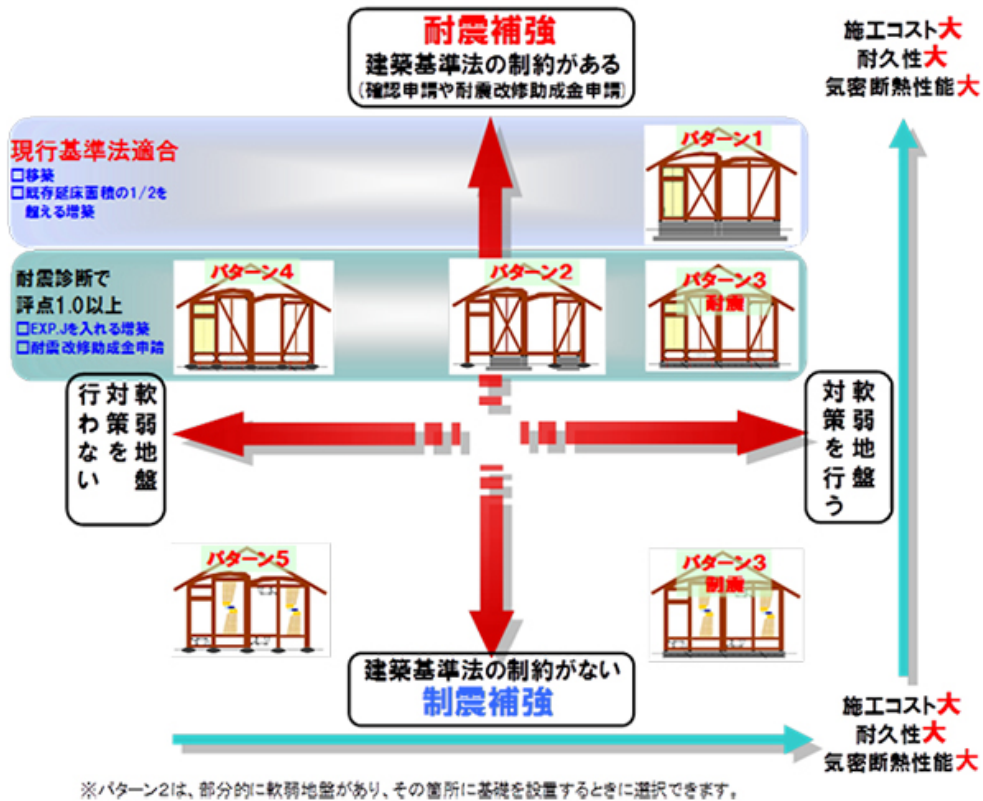 耐震補強
建築基準法の制約がある
(確認申請や耐震改修助成金申請)
施工コスト大
耐久性大
気密断熱性能大
現行基準法適合
□移築
□既存延床面積の1/2を
超える増築
パターン1
耐震診断で
評点1.0以上
□EXP.Jを入れる増築
□耐震改修助成金申請
パターン4
パターン2
パターン3
耐震
軟弱地盤
対策を
行わない
軟弱地盤
対策を行う
パターン5
パターン3
制震
建築基準法の制約がない
制震補強
施工コスト大
耐久性大
気密断熱性能大
※パターン2は、部分的に軟弱地盤があり、その箇所に基礎を設置するときに選択できます。